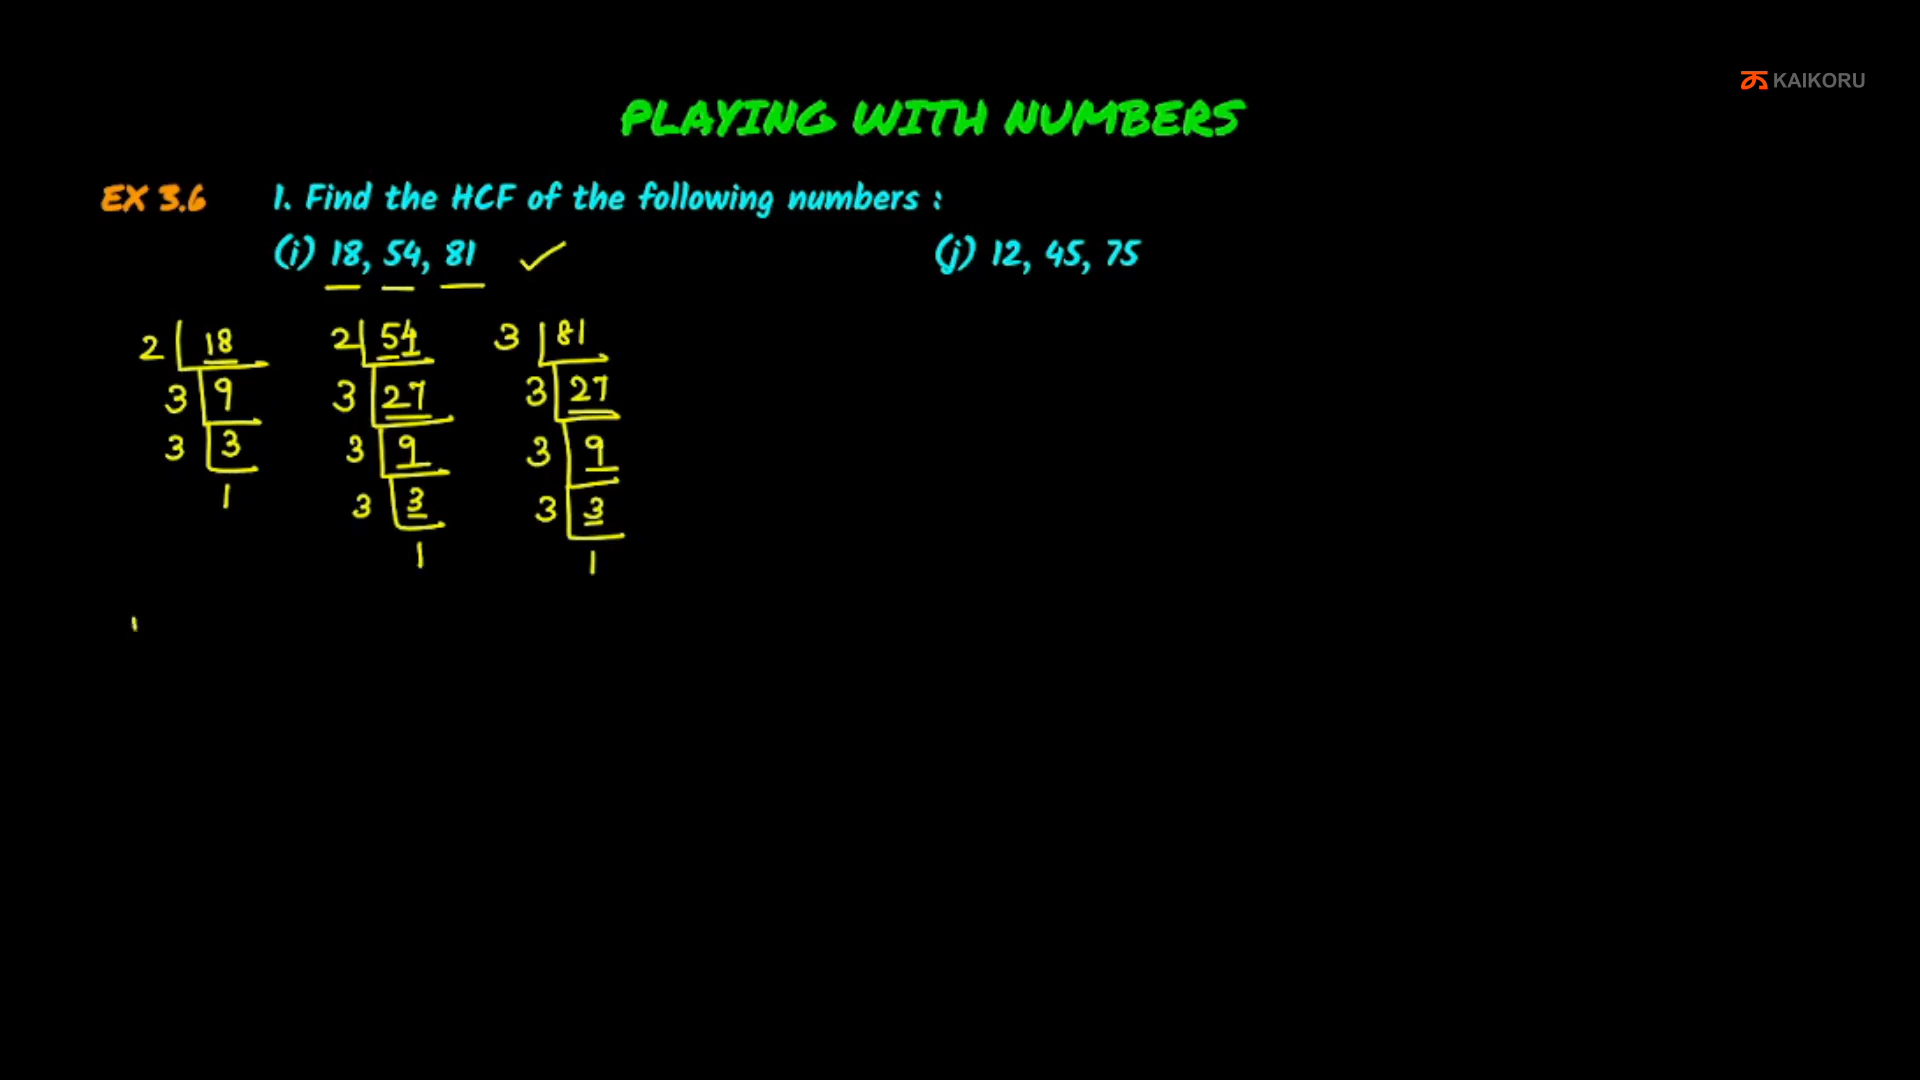 KAIKORU
PLAYING WITH NUMBERS
EX 3.6 1. Find the HCF of the following numbers :
(i) 18, 54, 81 (j) 12, 45, 75
2 18 2 54 3 81
3 9 3 27 3 27
3 3 3 9 3 9
1 3 3 3 3
1 1